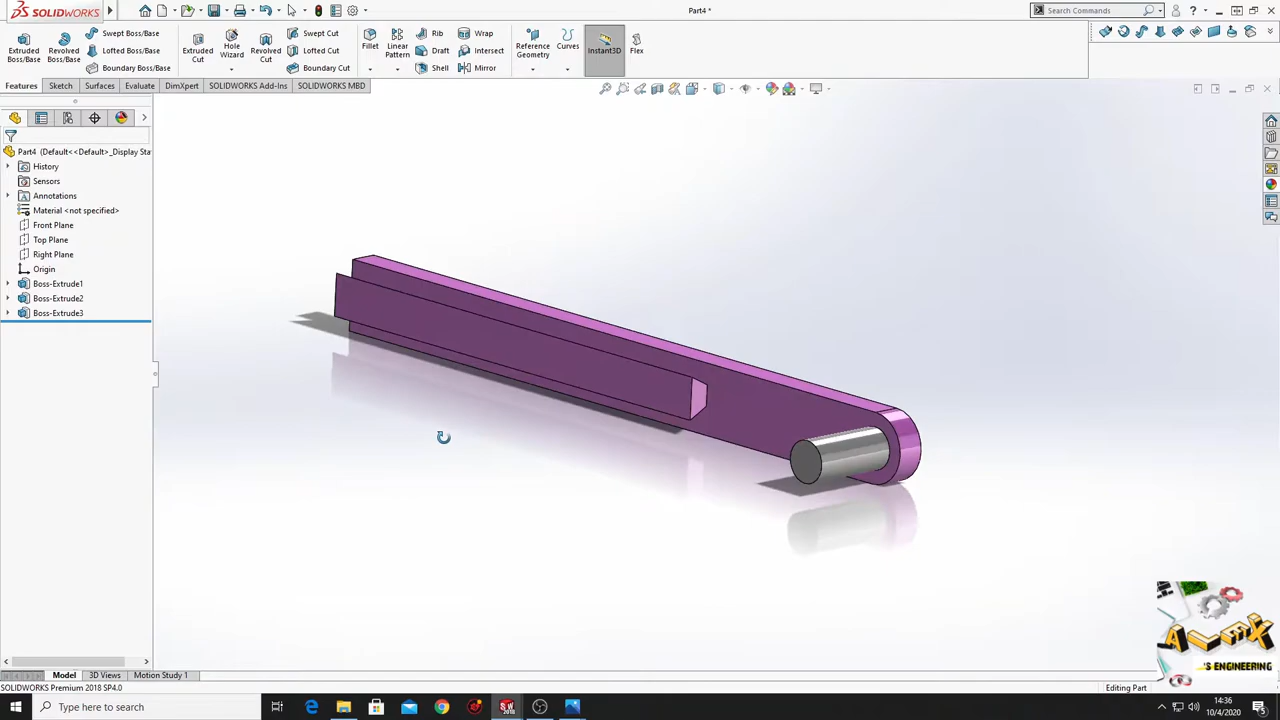 SOLIDWORKS
Part4 *
Search Commands
Extruded Boss/Base
Revolved Boss/Base
Swept Boss/Base
Lofted Boss/Base
Boundary Boss/Base
Extruded Cut
Hole Wizard
Revolved Cut
Swept Cut
Lofted Cut
Boundary Cut
Fillet
Linear Pattern
Rib
Draft
Shell
Wrap
Intersect
Mirror
Reference Geometry
Curves
Instant3D
Flex
Features
Sketch
Surfaces
Evaluate
DimXpert
SOLIDWORKS Add-Ins
SOLIDWORKS MBD
Part4 (Default<<Default>_Display Sta
History
Sensors
Annotations
Material <not specified>
Front Plane
Top Plane
Right Plane
Origin
Boss-Extrude1
Boss-Extrude2
Boss-Extrude3
ALMX
'S ENGINEERING
Model
3D Views
Motion Study 1
SOLIDWORKS Premium 2018 SP4.0
Editing Part
Type here to search
14:36
10/4/2020